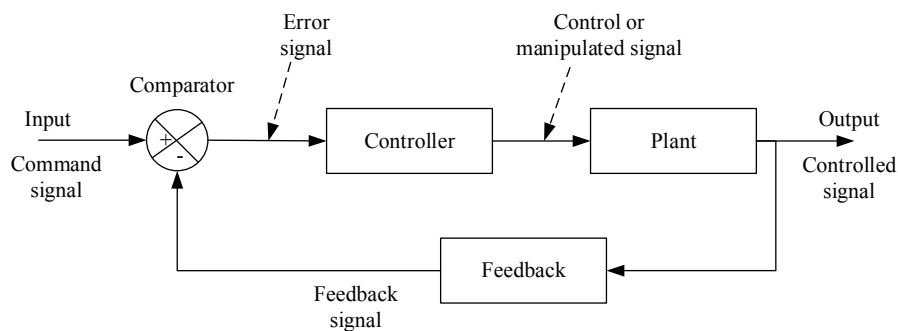 Error
signal
Control or
manipulated signal
Comparator
Input
Output
+
-
Controller
Plant
Command
signal
Controlled
signal
Feedback
Feedback
signal